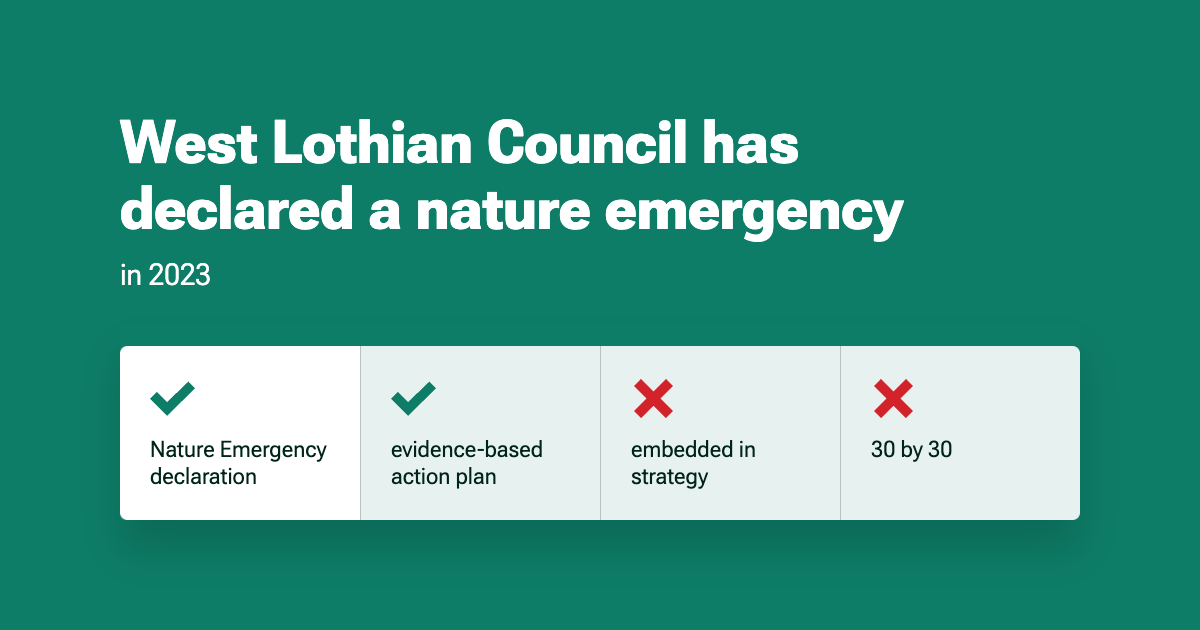 West Lothian Council has
declared a nature emergency
in 2023
Nature Emergency
declaration
evidence-based
action plan
embedded in
strategy
30 by 30